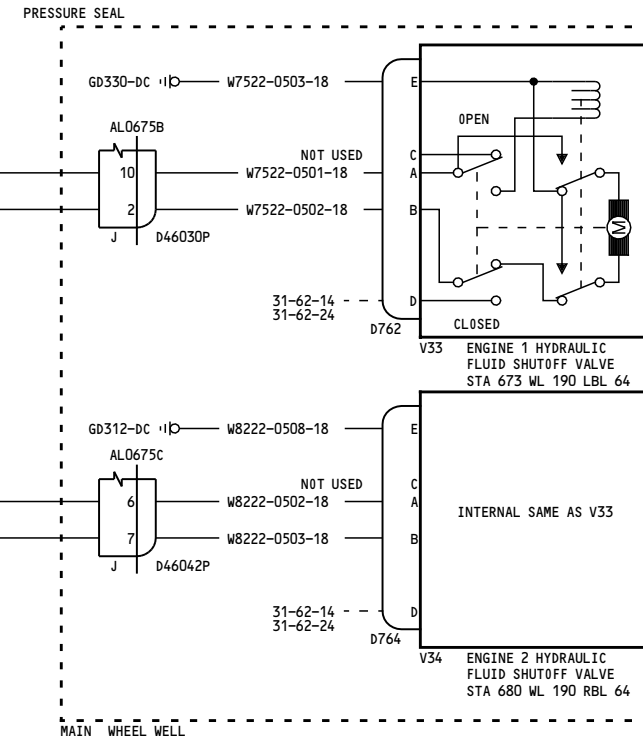 PRESSURE SEAL
GD330-DC
W7522-0503-18
E
AL0675B
OPEN
NOT USED
C
10
W7522-0501-18
A
2
W7522-0502-18
B
M
J
D46030P
31-62-14
31-62-24
D
D762
CLOSED
V33
ENGINE 1 HYDRAULIC
FLUID SHUTOFF VALVE
STA 673 WL 190 LBL 64
GD312-DC
W8222-0508-18
E
AL0675C
NOT USED
C
6
W8222-0502-18
A
INTERNAL SAME AS V33
7
W8222-0503-18
B
J
D46042P
31-62-14
31-62-24
D
D764
V34
ENGINE 2 HYDRAULIC
FLUID SHUTOFF VALVE
STA 680 WL 190 RBL 64
MAIN WHEEL WELL